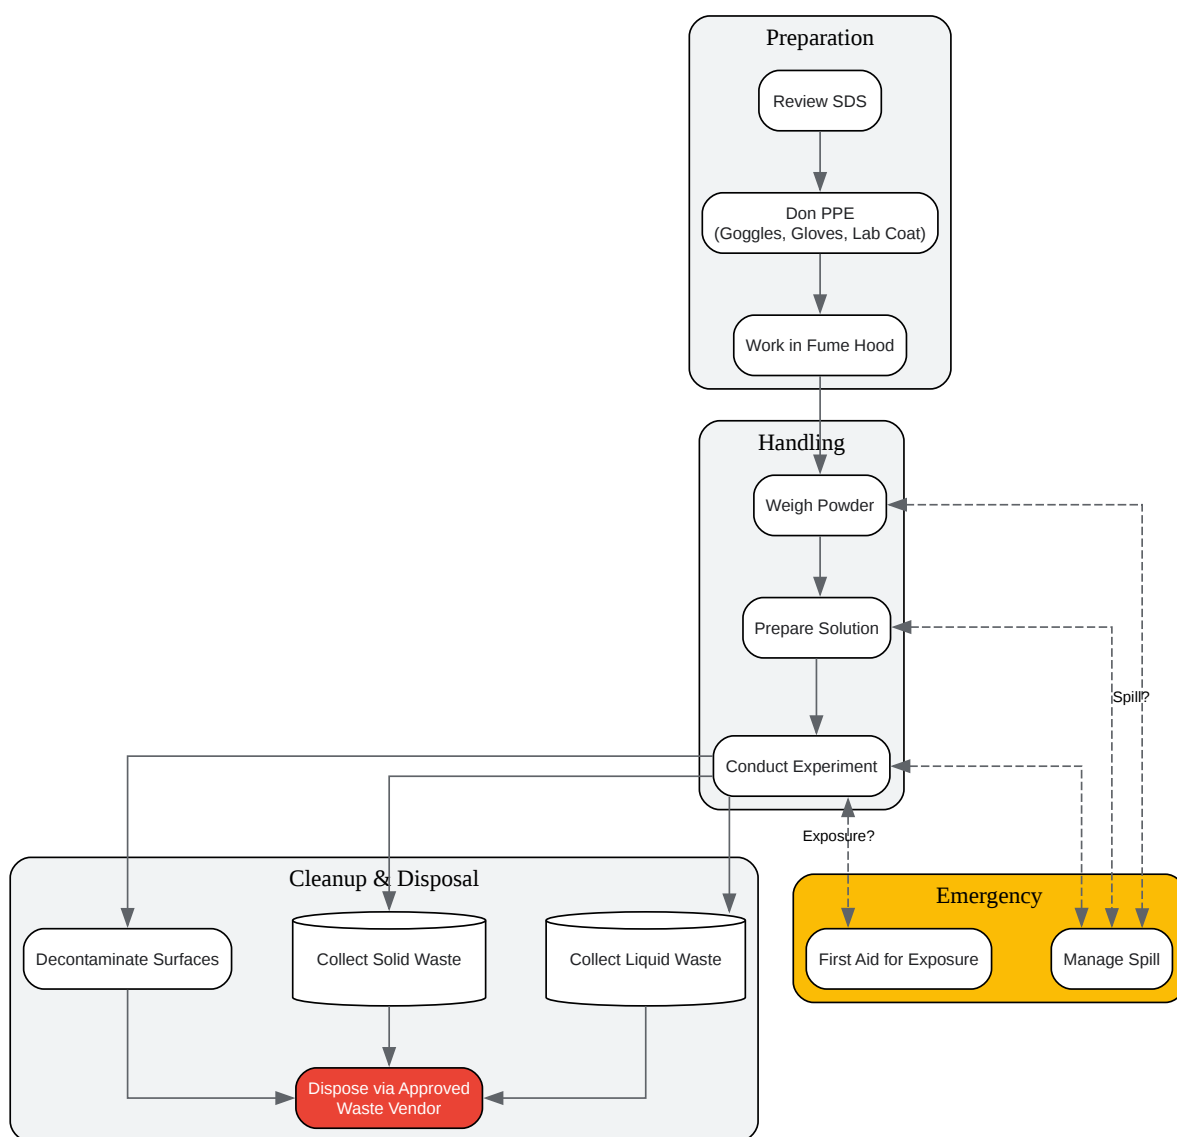 Preparation
Review SDS
Don PPE
(Goggles, Gloves, Lab Coat)
Work in Fume Hood
Handling
Weigh Powder
Prepare Solution
Spill?
Conduct Experiment
Exposure?
Cleanup & Disposal
Decontaminate Surfaces
Collect Solid Waste
Collect Liquid Waste
Dispose via Approved
Waste Vendor
Emergency
First Aid for Exposure
Manage Spill